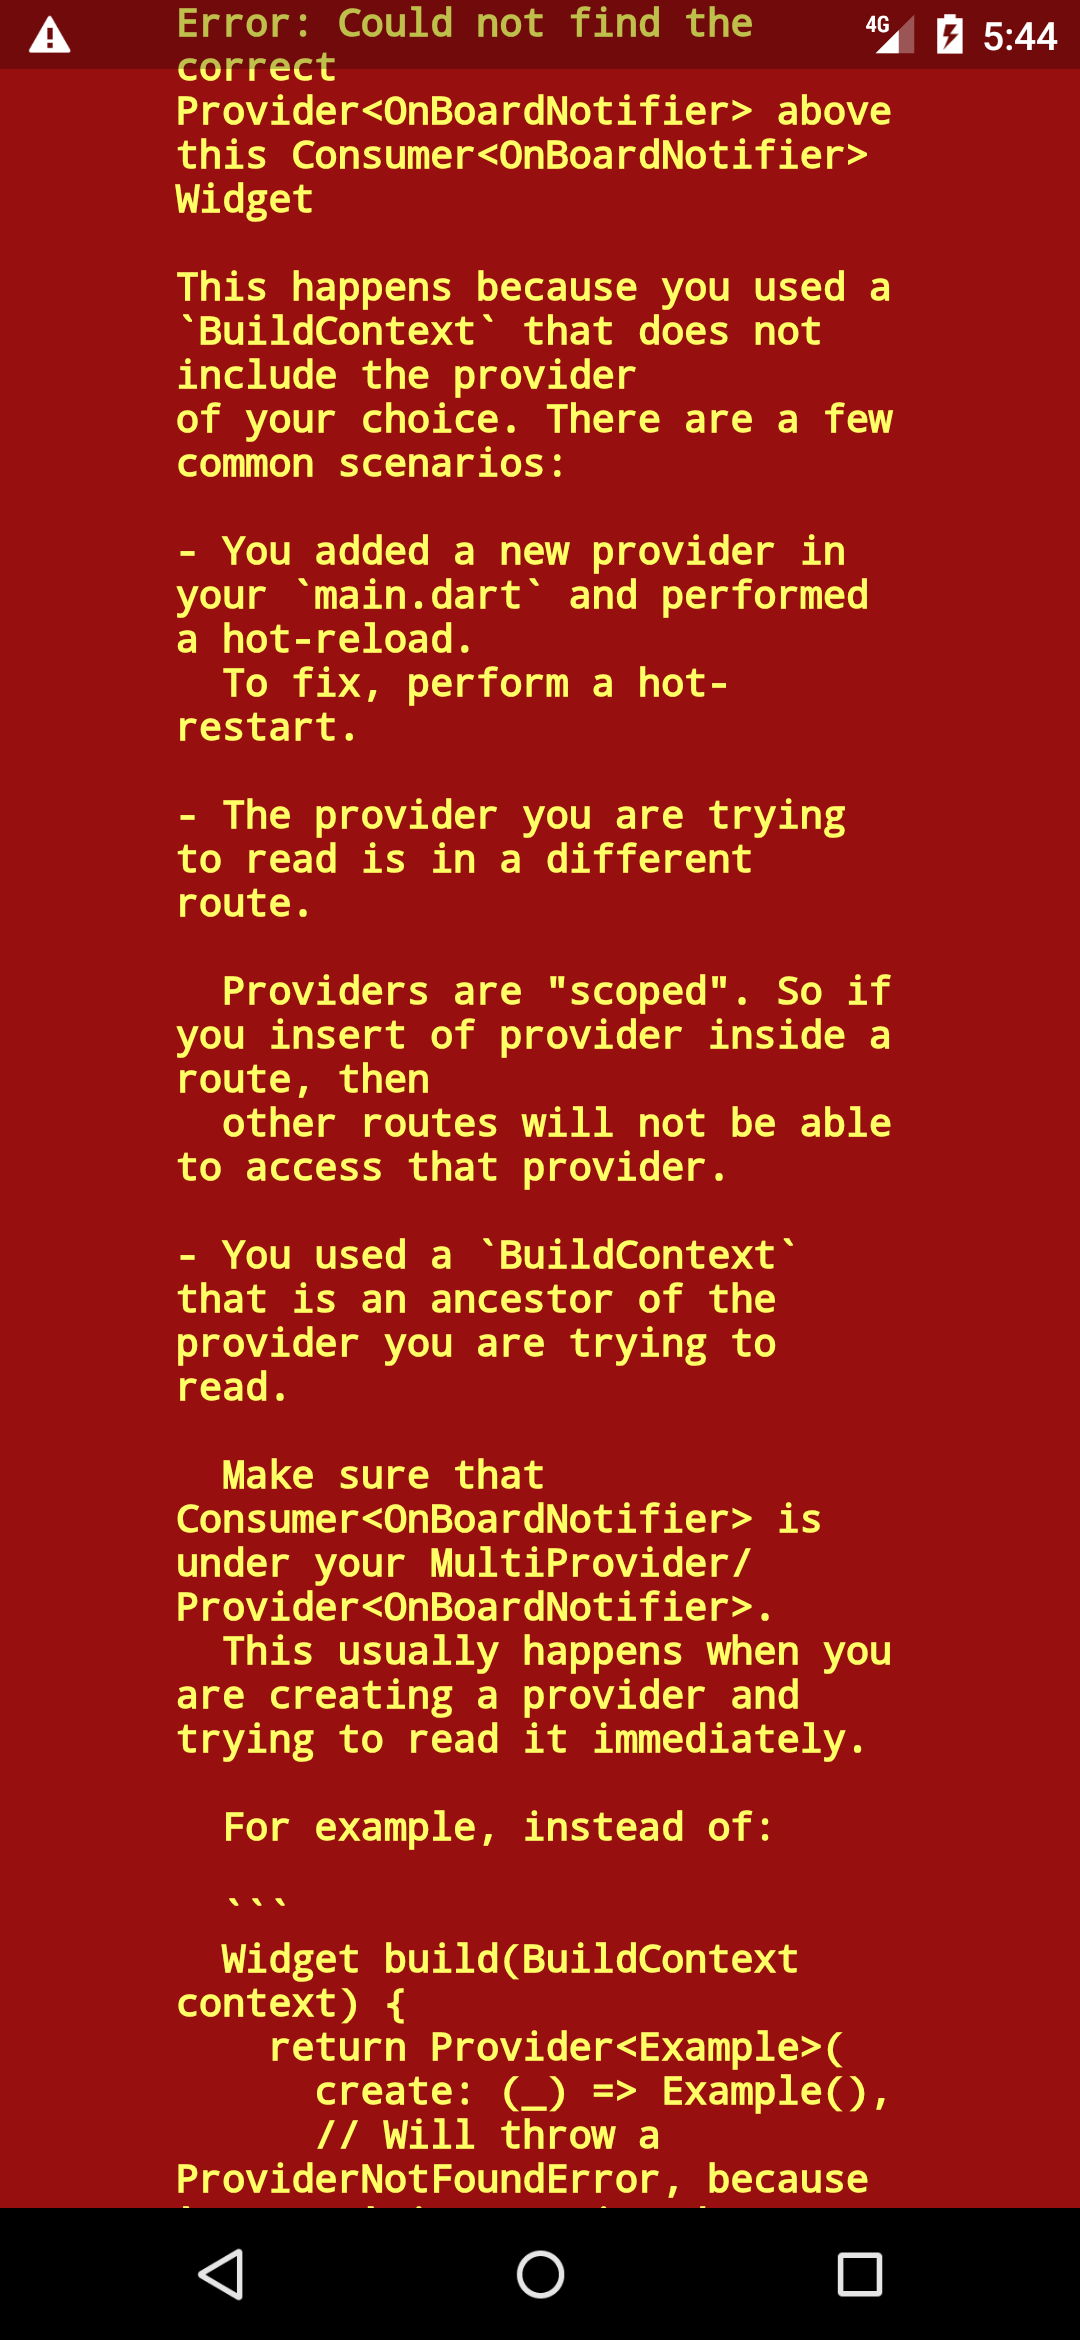 Error: Could not find the
correct
Provider<OnBoardNotifier> above
this Consumer<OnBoardNotifier>
Widget
4G
5:44
This happens because you used a
`BuildContext` that does not
include the provider
of your choice. There are a few
common scenarios:
- You added a new provider in
your `main.dart` and performed
a hot-reload.
To fix, perform a hot-
restart.
- The provider you are trying
to read is in a different
route.
Providers are "scoped". So if
you insert of provider inside a
route, then
other routes will not be able
to access that provider.
- You used a `BuildContext`
that is an ancestor of the
provider you are trying to
read.
Make sure that
Consumer<OnBoardNotifier> is
under your MultiProvider/
Provider<OnBoardNotifier>.
This usually happens when you
are creating a provider and
trying to read it immediately.
For example, instead of:
```
Widget build(BuildContext
context) {
return Provider<Example>(
create: (_) => Example(),
// Will throw a
ProviderNotFoundError, because